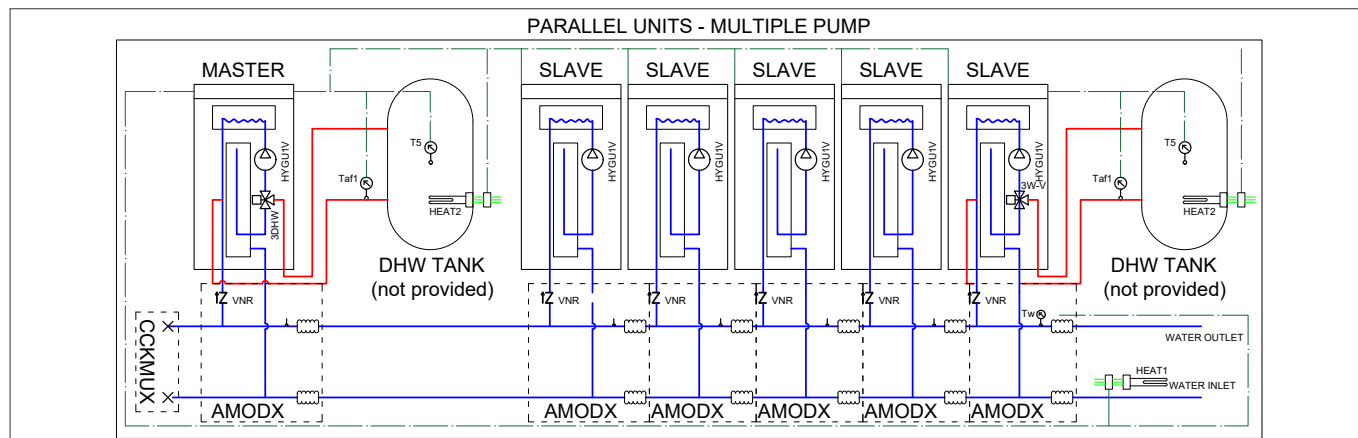 PARALLEL UNITS - MULTIPLE PUMP
MASTER
SLAVE
SLAVE
SLAVE
SLAVE
SLAVE
HYGU1V
HYGU1V
HYGU1V
HYGU1V
HYGU1V
HYGU1V
T5
T5
Taf1
3W-V
Taf1
3DHW
HEAT2
HEAT2
DHW TANK
(not provided)
DHW TANK
(not provided)
VNR
VNR
VNR
VNR
VNR
VNR
Tw
CCKMUX
WATER OUTLET
HEAT1
WATER INLET
AMODX
AMODX
AMODX
AMODX
AMODX
AMODX